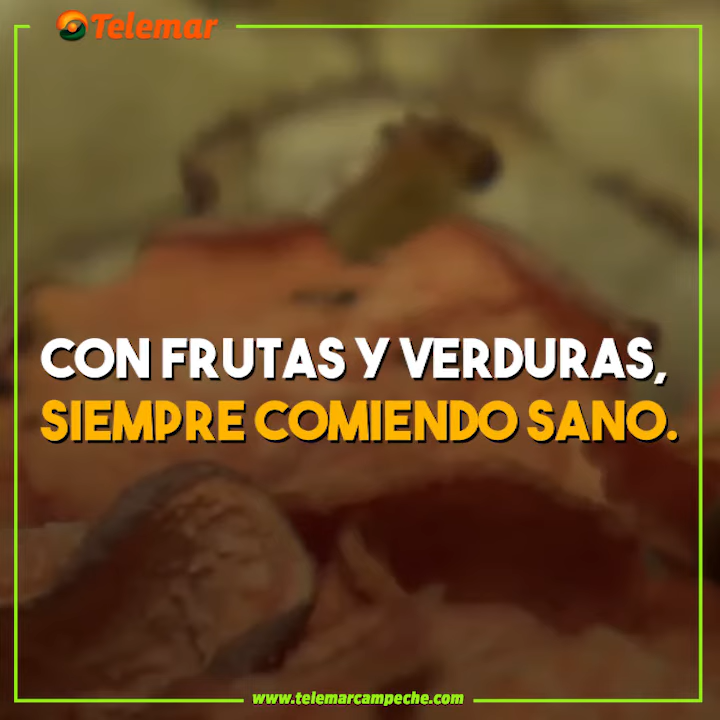 Telemar
CON FRUTAS Y VERDURAS,
SIEMPRE COMIENDO SANO.
www.telemarcampeche.com